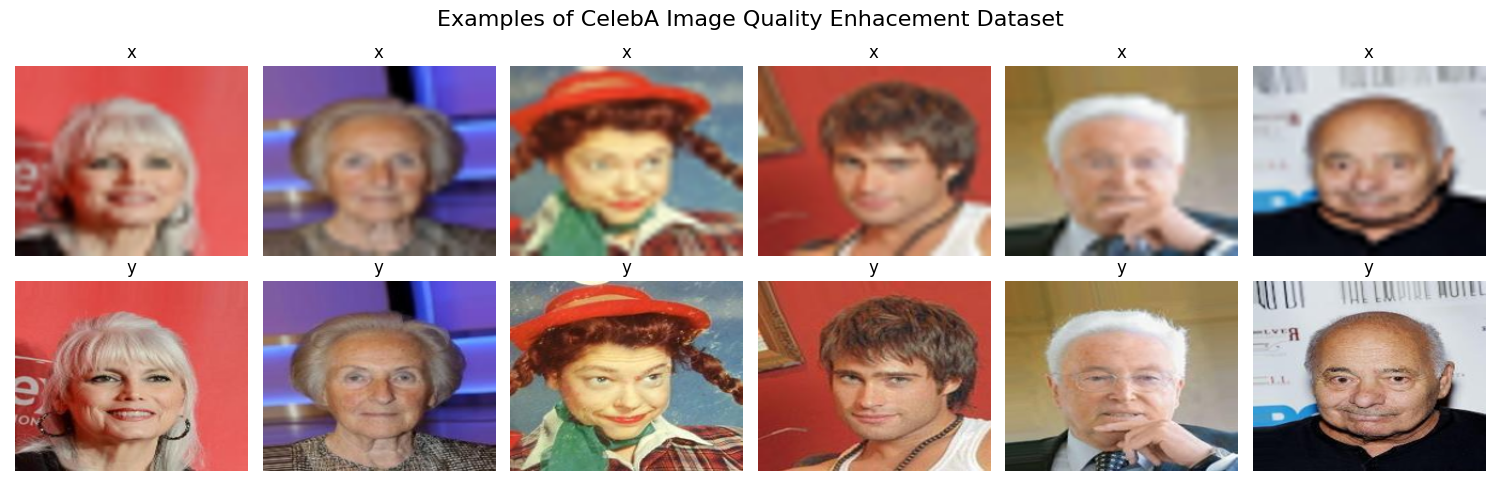 Examples of CelebA Image Quality Enhacement Dataset
x x x x x x
y y y y y y
THE EMPIRE HOTEL